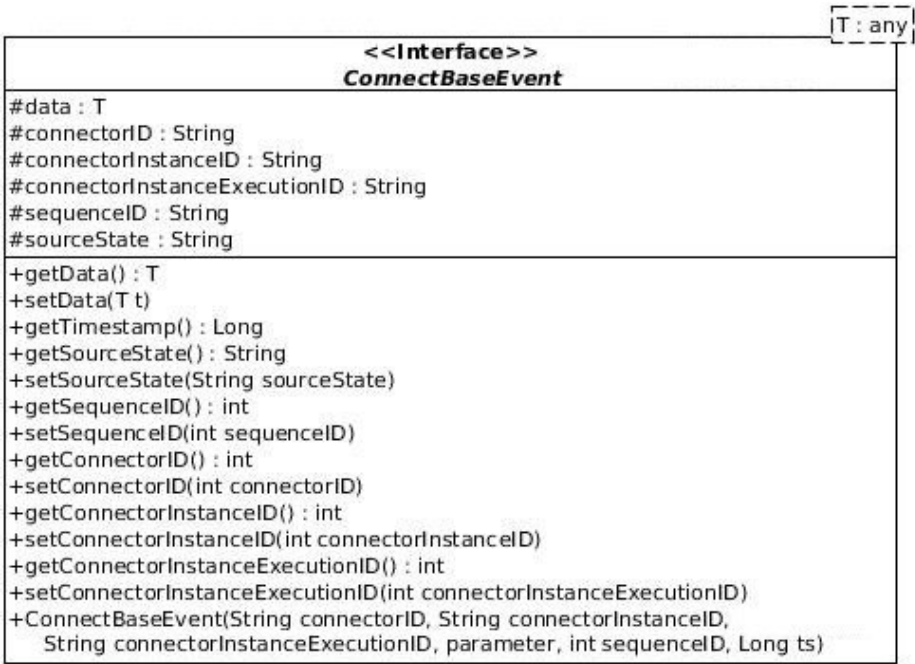 T : any
<<Interface>>
ConnectBaseEvent
#data : T
#connectorID : String
#connectorInstanceID : String
#connectorInstanceExecutionID : String
#sequenceID : String
#sourceState : String
+getData() : T
+setData(T t)
+getTimestamp() : Long
+getSourceState() : String
+setSourceState(String sourceState)
+getSequenceID() : int
+setSequenceID(int sequenceID)
+getConnectorID() : int
+setConnectorID(int connectorID)
+getConnectorInstanceID() : int
+setConnectorInstanceID(int connectorInstanceID)
+getConnectorInstanceExecutionID() : int
+setConnectorInstanceExecutionID(int connectorInstanceExecutionID)
+ConnectBaseEvent(String connectorID, String connectorInstanceID,
String connectorInstanceExecutionID, parameter, int sequenceID, Long ts)